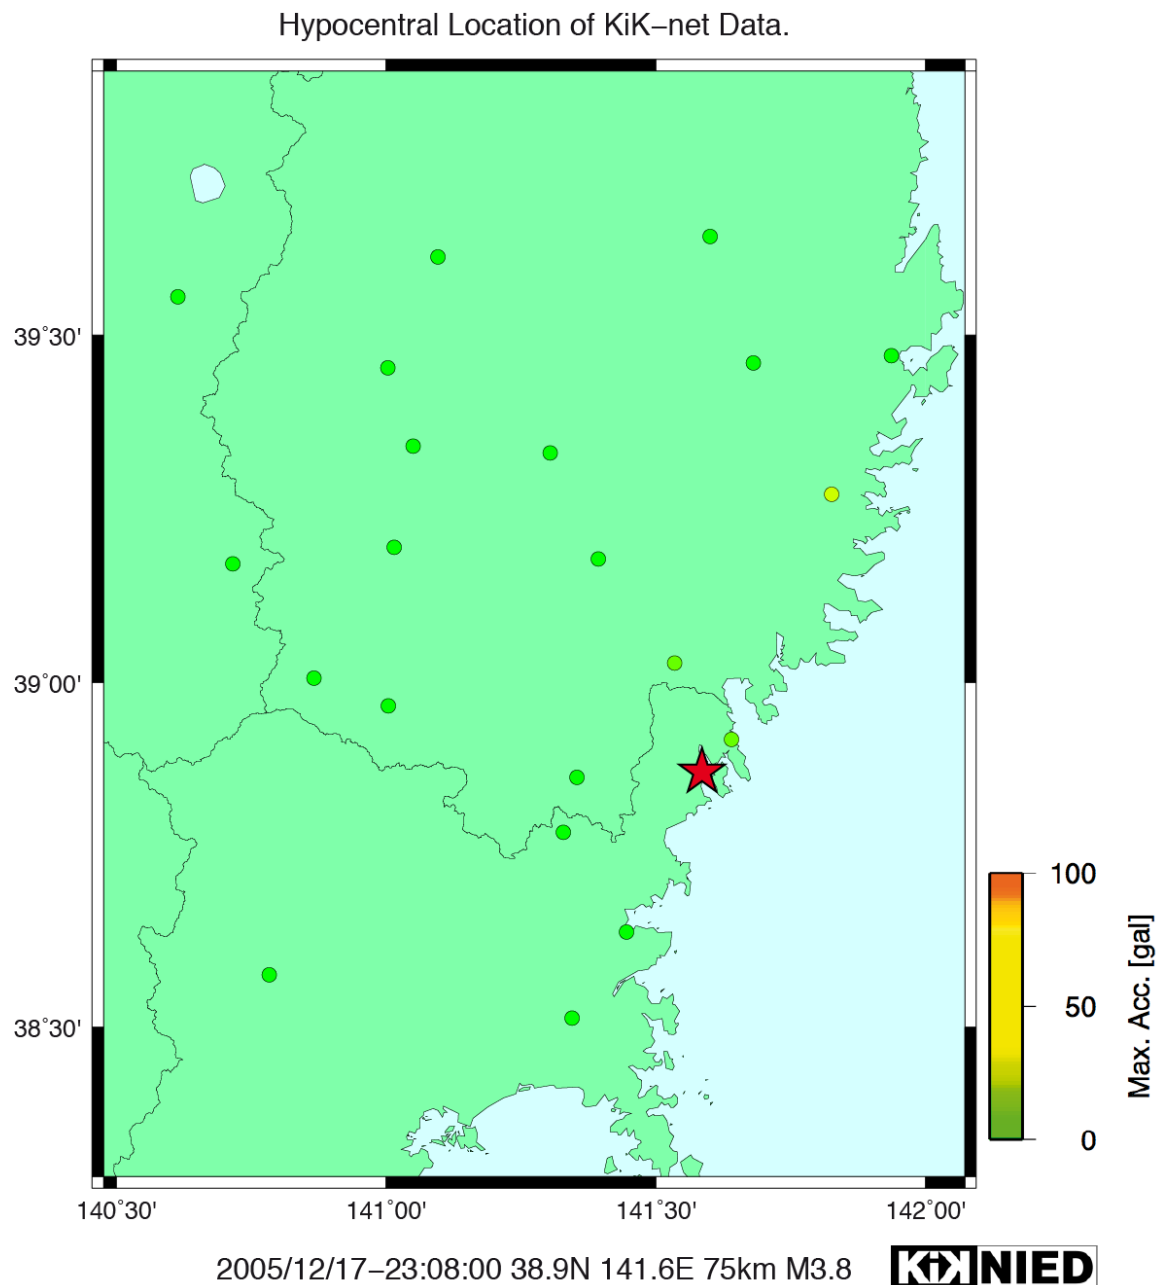 Hypocentral Location of KiK−net Data.
39˚30'
39˚00'
38˚30'
140˚30'
141˚00'
141˚30'
142˚00'
100
50
0
Max. Acc. [gal]
2005/12/17−23:08:00 38.9N 141.6E 75km M3.8
KiK NIED